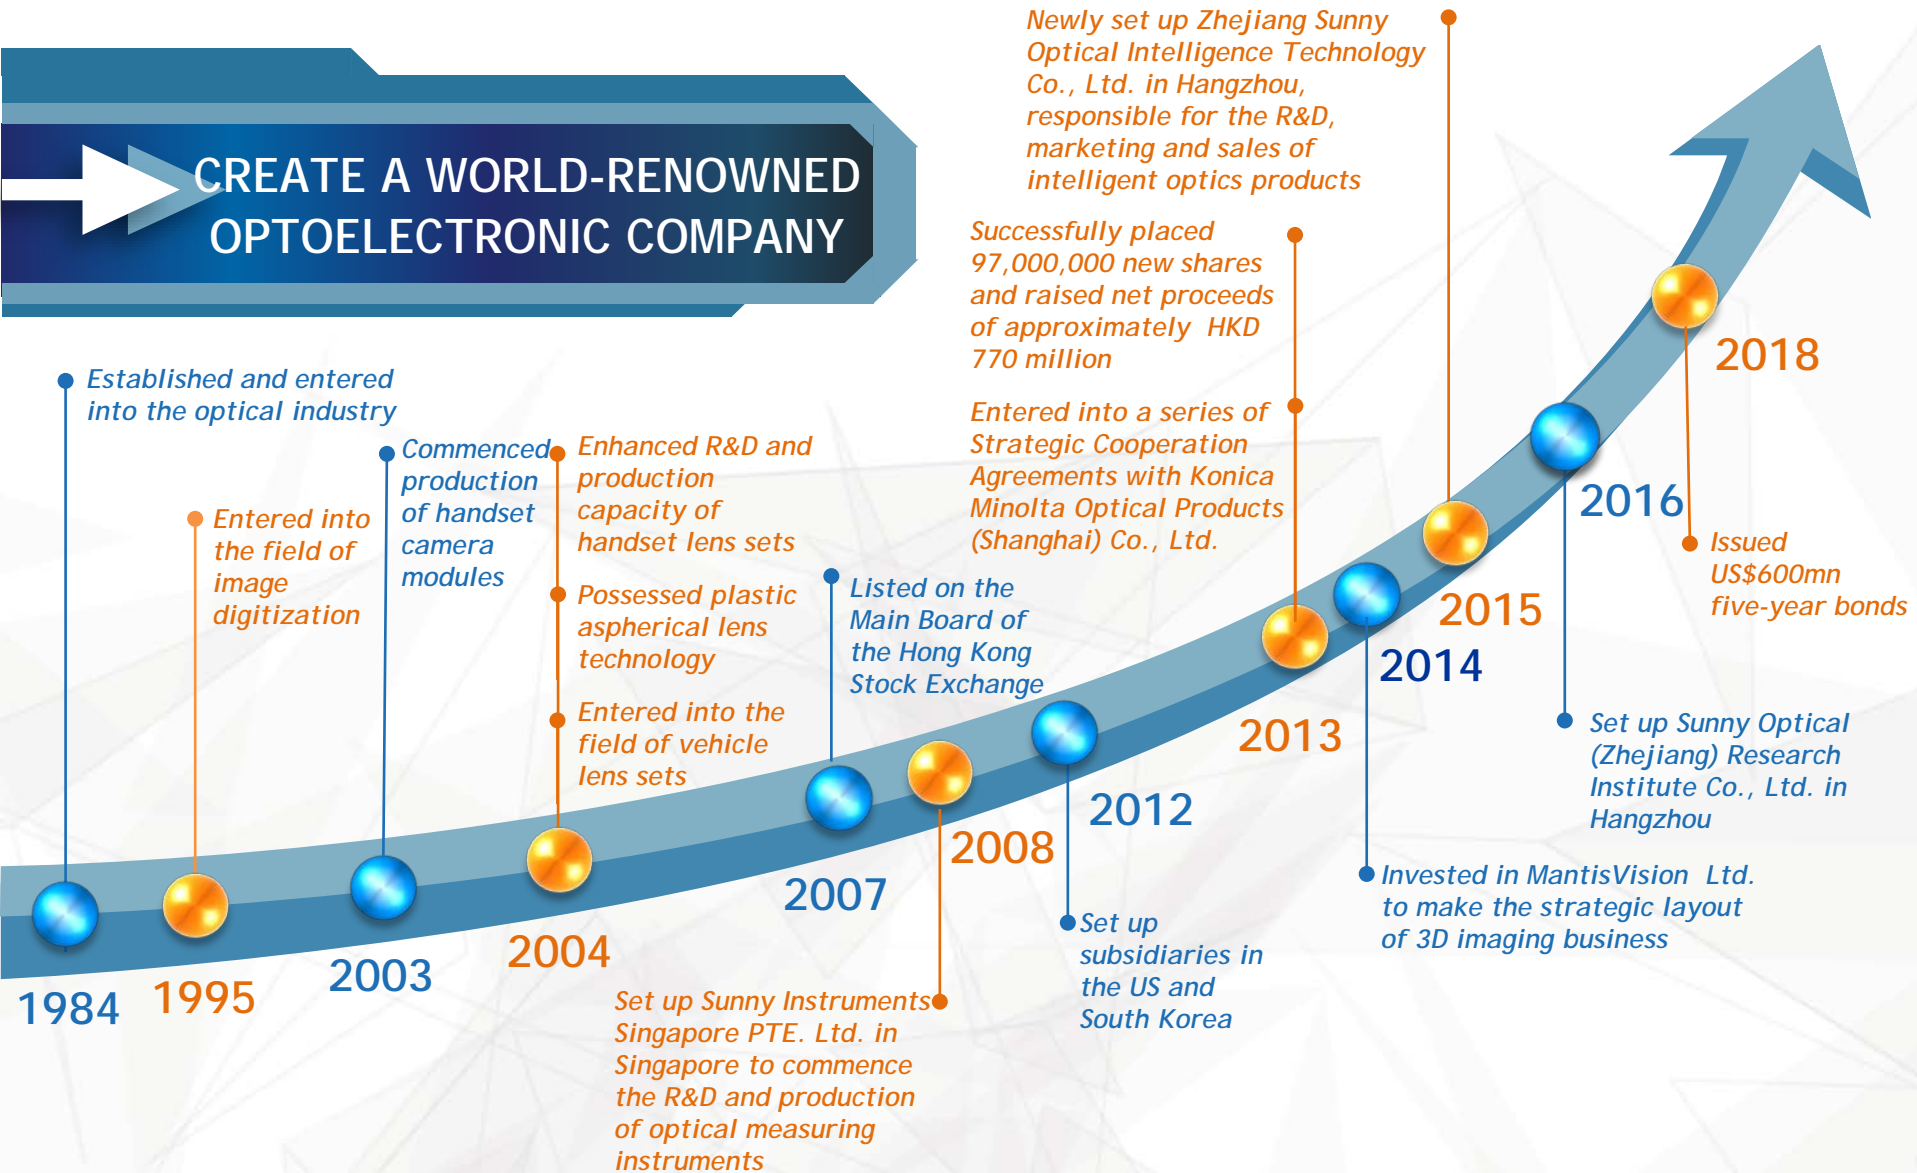 CREATE A WORLD-RENOWNED
OPTOELECTRONIC COMPANY
Established and entered
into the optical industry
1984
Entered into
the field of
image
digitization
1995
Commenced
production
of handset
camera
modules
2003
Enhanced R&D and
production
capacity of
handset lens sets
Possessed plastic
aspherical lens
technology
Entered into the
field of vehicle
lens sets
2004
Listed on the
Main Board of
the Hong Kong
Stock Exchange
2007
2008
Set up Sunny Instruments
Singapore PTE. Ltd. in
Singapore to commence
the R&D and production
of optical measuring
instruments
2012
Set up
subsidiaries in
the US and
South Korea
Successfully placed
97,000,000 new shares
and raised net proceeds
of approximately HKD
770 million
Entered into a series of
Strategic Cooperation
Agreements with Konica
Minolta Optical Products
(Shanghai) Co., Ltd.
2013
2014
Invested in MantisVision Ltd.
to make the strategic layout
of 3D imaging business
Newly set up Zhejiang Sunny
Optical Intelligence Technology
Co., Ltd. in Hangzhou,
responsible for the R&D,
marketing and sales of
intelligent optics products
2015
2016
Set up Sunny Optical
(Zhejiang) Research
Institute Co., Ltd. in
Hangzhou
2018
Issued
US$600mn
five-year bonds